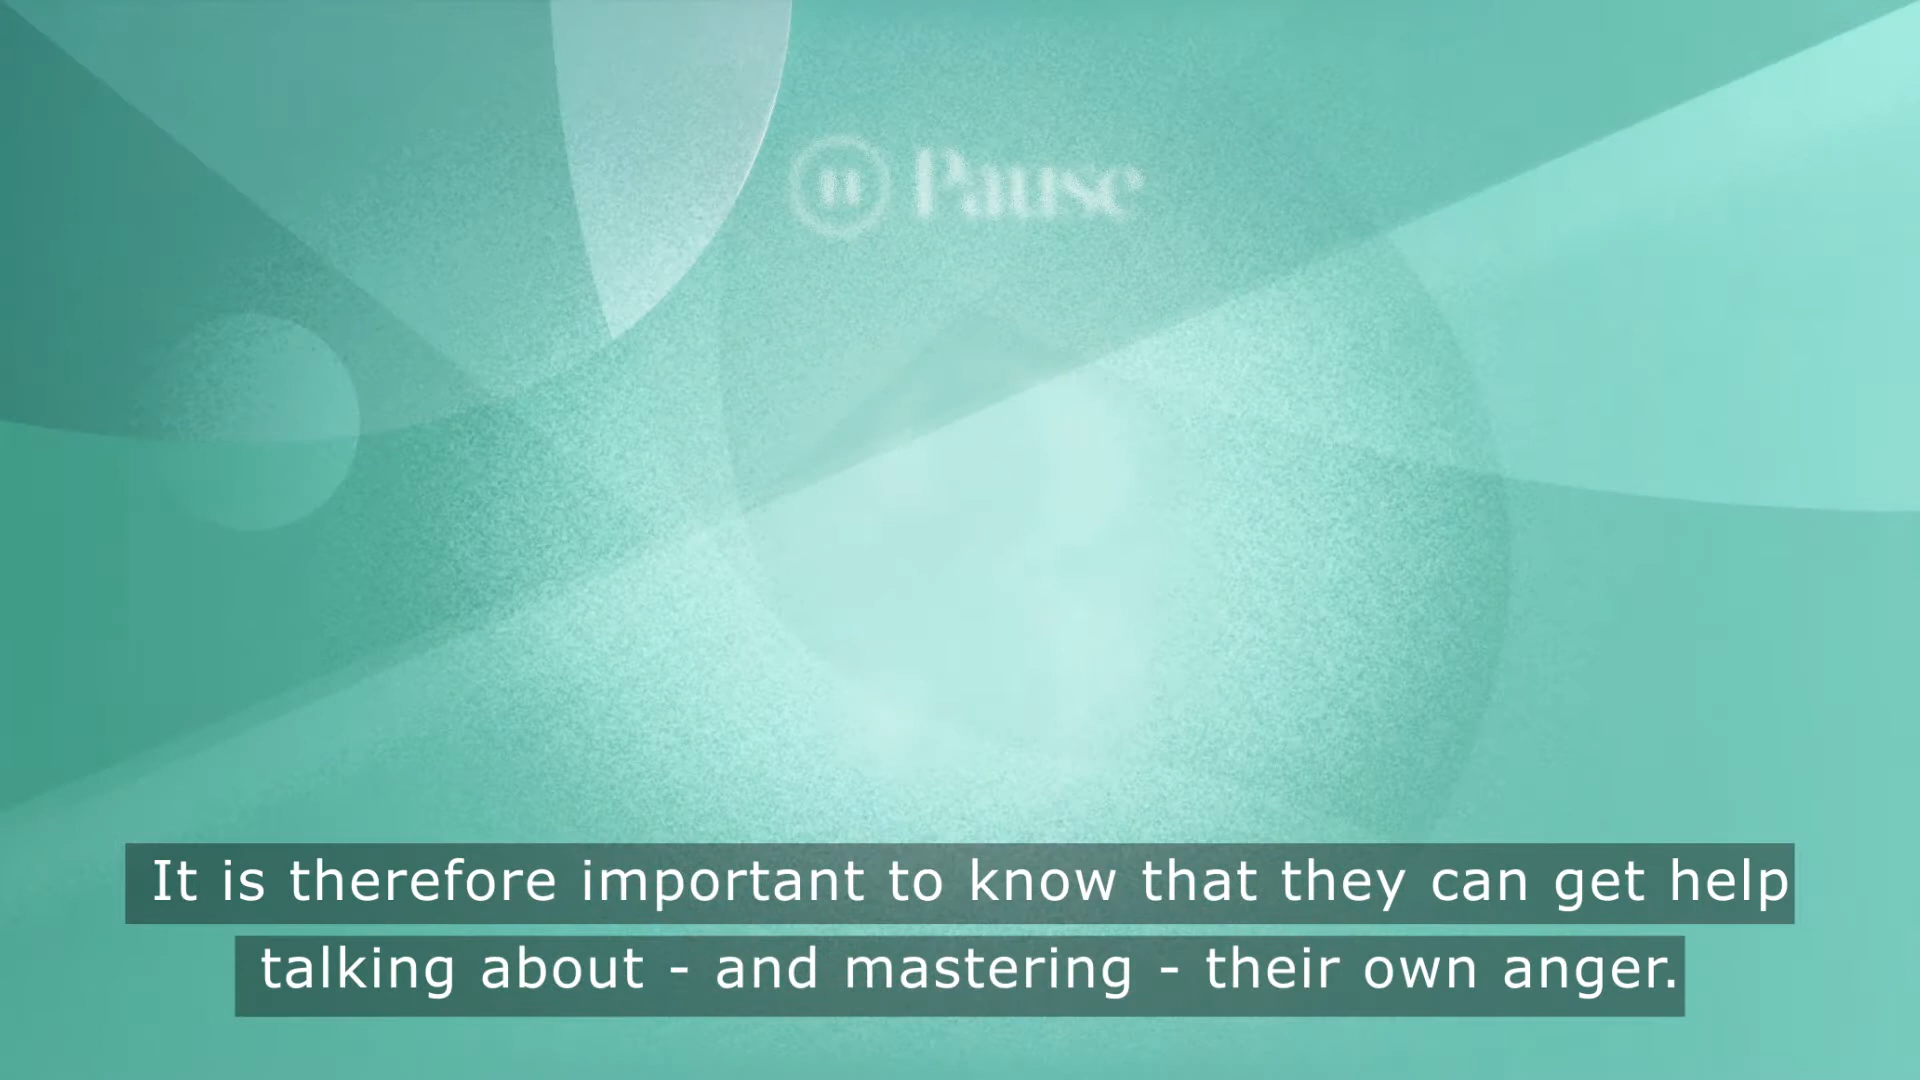 Pause
It is therefore important to know that they can get help
talking about - and mastering - their own anger.